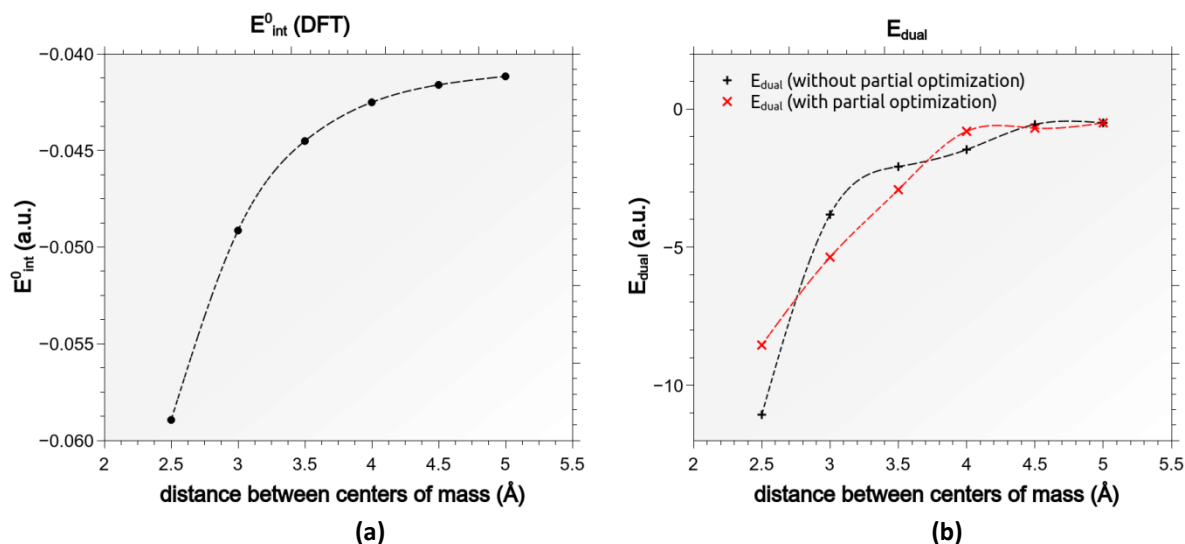 E⁰int (DFT)
−0.040
−0.045
−0.050
−0.055
−0.060
E⁰int (a.u.)
2 2.5 3 3.5 4 4.5 5 5.5
distance between centers of mass (Å)
(a)
Edual
Edual (without partial optimization)
Edual (with partial optimization)
0
−5
−10
Edual (a.u.)
2 2.5 3 3.5 4 4.5 5 5.5
distance between centers of mass (Å)
(b)